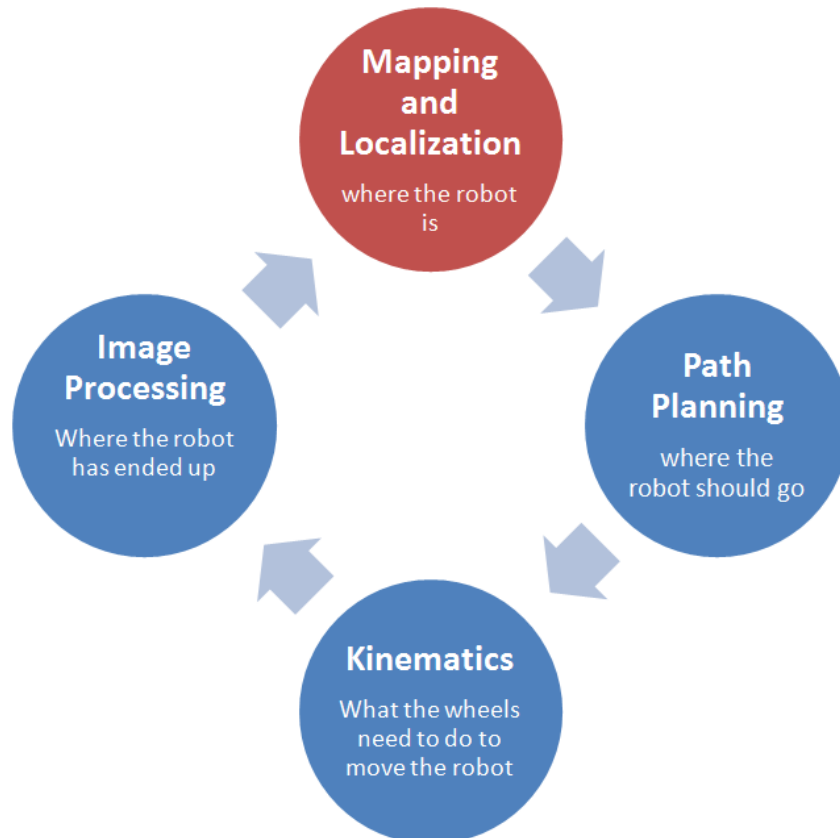 Mapping
and
Localization
where the robot
is
Path
Planning
where the
robot should go
Kinematics
What the wheels
need to do to
move the robot
Image
Processing
Where the robot
has ended up